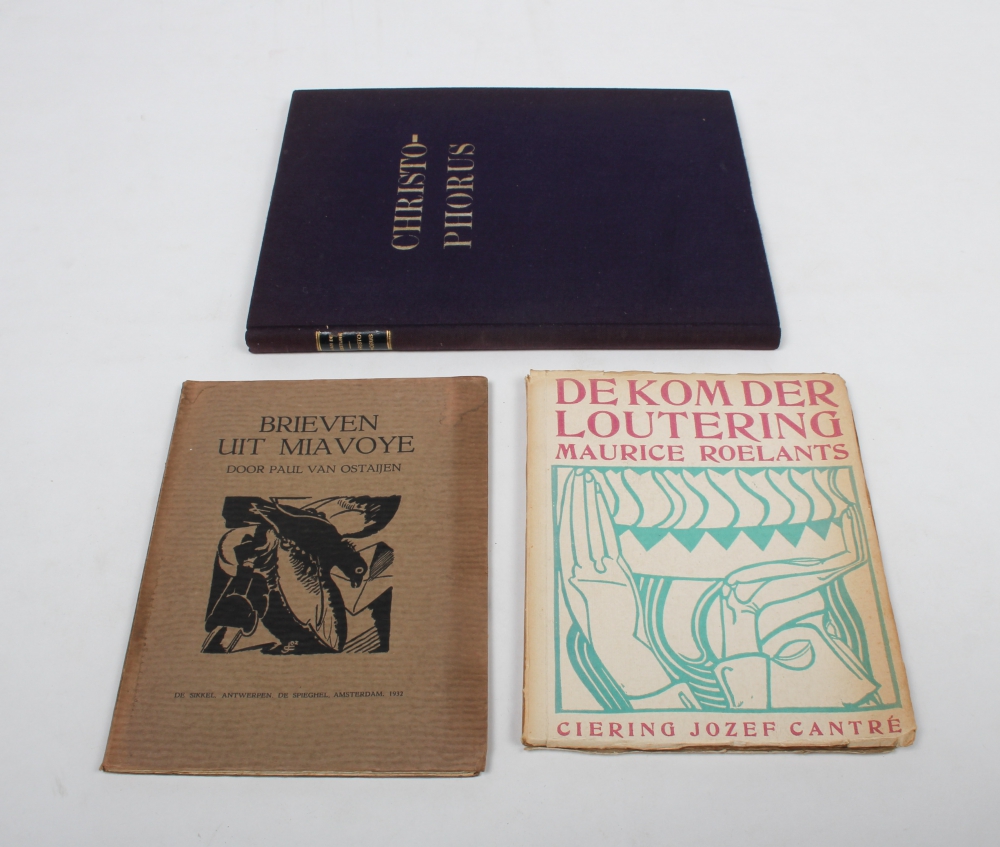 CHRISTO-
PHORUS
BRIEVEN
UIT MIAVOYE
DOOR PAUL VAN OSTAIJEN
DE SIKKEL, ANTWERPEN, DE SPIEGHEL, AMSTERDAM, 1932
DE KOM DER
LOUTERING
MAURICE ROELANTS
CIERING JOZEF CANTRÉ